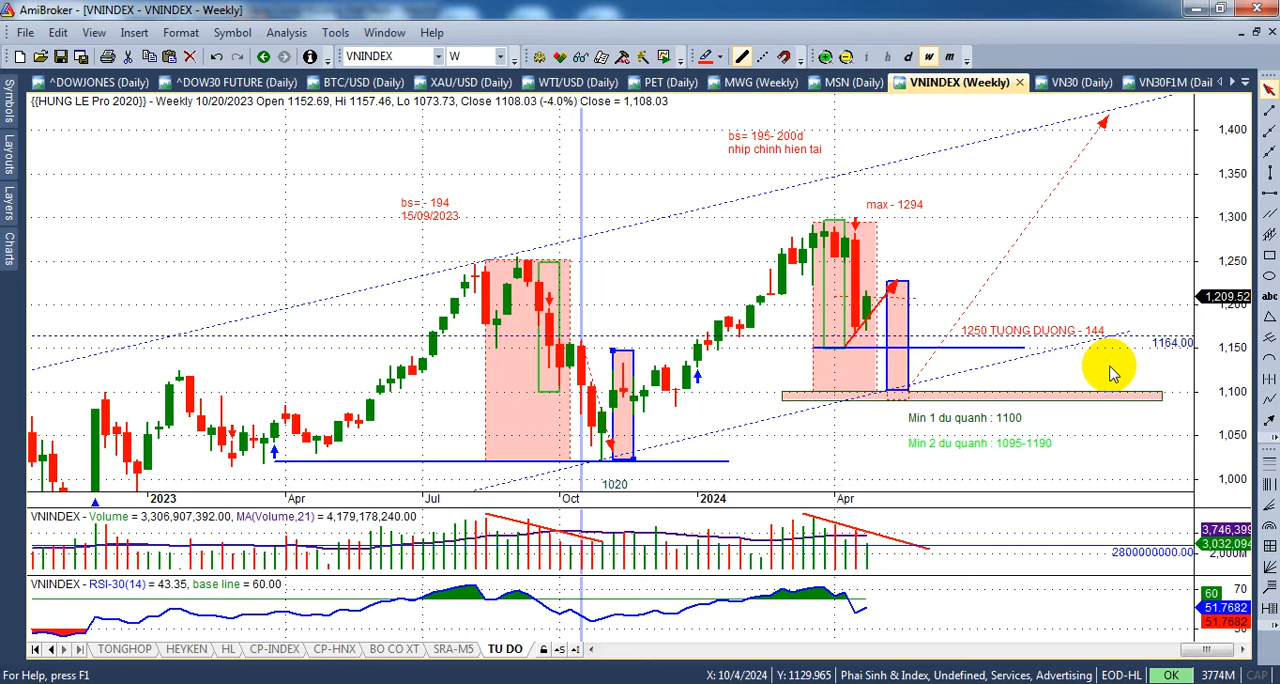 AmiBroker - [VNINDEX - VNINDEX - Weekly]
File Edit View Insert Format Symbol Analysis Tools Window Help
VNINDEX W i h d w m
^DOWJONES (Daily) ^DOW30 FUTURE (Daily) BTC/USD (Daily) XAU/USD (Daily) WTI/USD (Daily) PET (Daily) MWG (Weekly) MSN (Daily) VNINDEX (Weekly) VN30 (Daily) VN30F1M (Dail
Symbols
Layouts
Layers
Charts
{{HUNG LE Pro 2020}} - Weekly 10/20/2023 Open 1152.69, Hi 1157.46, Lo 1073.73, Close 1108.03 (-4.0%) Close = 1,108.03
bs= 195- 200d
nhip chinh hien tai
bs= - 194
15/09/2023
max - 1294
1250 TUONG DUONG - 144
1164.00
Min 1 du quanh : 1100
Min 2 du quanh : 1095-1190
1020
1,400
1,350
1,300
1,250
1,209.52
1,200
1,150
1,100
1,050
1,000
2023 Apr Jul Oct 2024 Apr
VNINDEX - Volume = 3,306,907,392.00, MA(Volume,21) = 4,179,178,240.00
3,746,399
3,032,094
2800000000.00
VNINDEX - RSI-30(14) = 43.35, base line = 60.00
70
60
51.7682
51.7682
30
TONGHOP HEYKEN HL CP-INDEX CP-HNX BO CO XT SRA-M5 TU DO
For Help, press F1 X: 10/4/2024 Y: 1129.965 Phai Sinh & Index, Undefined, Services, Advertising EOD-HL OK 3774M CAP